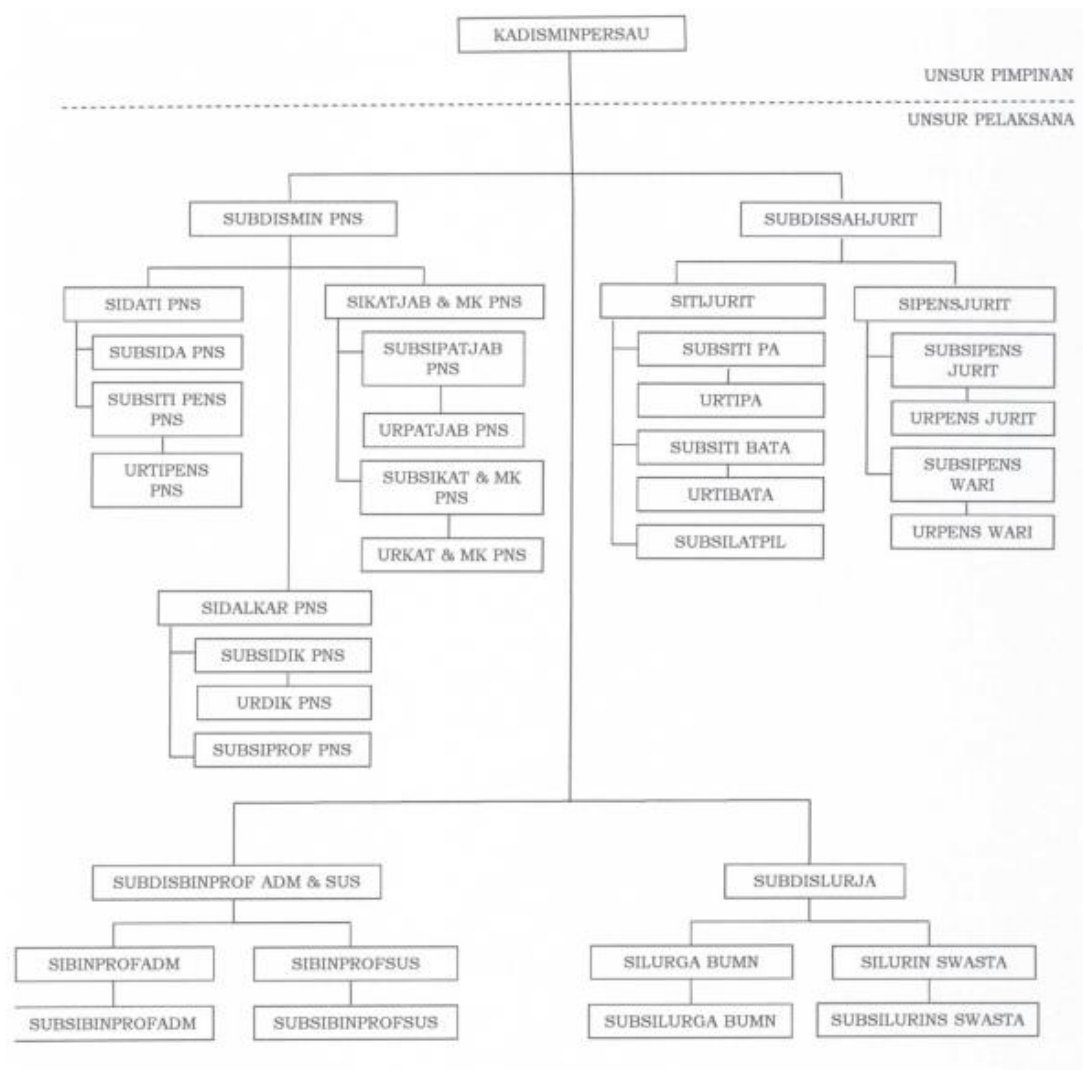 KADISMINPERSAU
UNSUR PIMPINAN
UNSUR PELAKSANA
SUBDISMIN PNS
SUBDISSAHJURIT
SIDATI PNS
SUBSIDA PNS
SUBSITI PENS
PNS
URTIPENS
PNS
SIKATJAB & MK PNS
SUBSIPATJAB
PNS
URPATJAB PNS
SUBSIKAT & MK
PNS
URKAT & MK PNS
SITIJURIT
SUBSITI PA
URTIPA
SUBSITI BATA
URTIBATA
SUBSILATPIL
SIPENSJURIT
SUBSIPENS
JURIT
URPENS JURIT
SUBSIPENS
WARI
URPENS WARI
SIDALKAR PNS
SUBSIDIK PNS
URDIK PNS
SUBSIPROF PNS
SUBDISBINPROF ADM & SUS
SUBDISLURJA
SIBINPROFADM
SUBSIBINPROFADM
SIBINPROFSUS
SUBSIBINPROFSUS
SILURGA BUMN
SUBSILURGA BUMN
SILURIN SWASTA
SUBSILURINS SWASTA